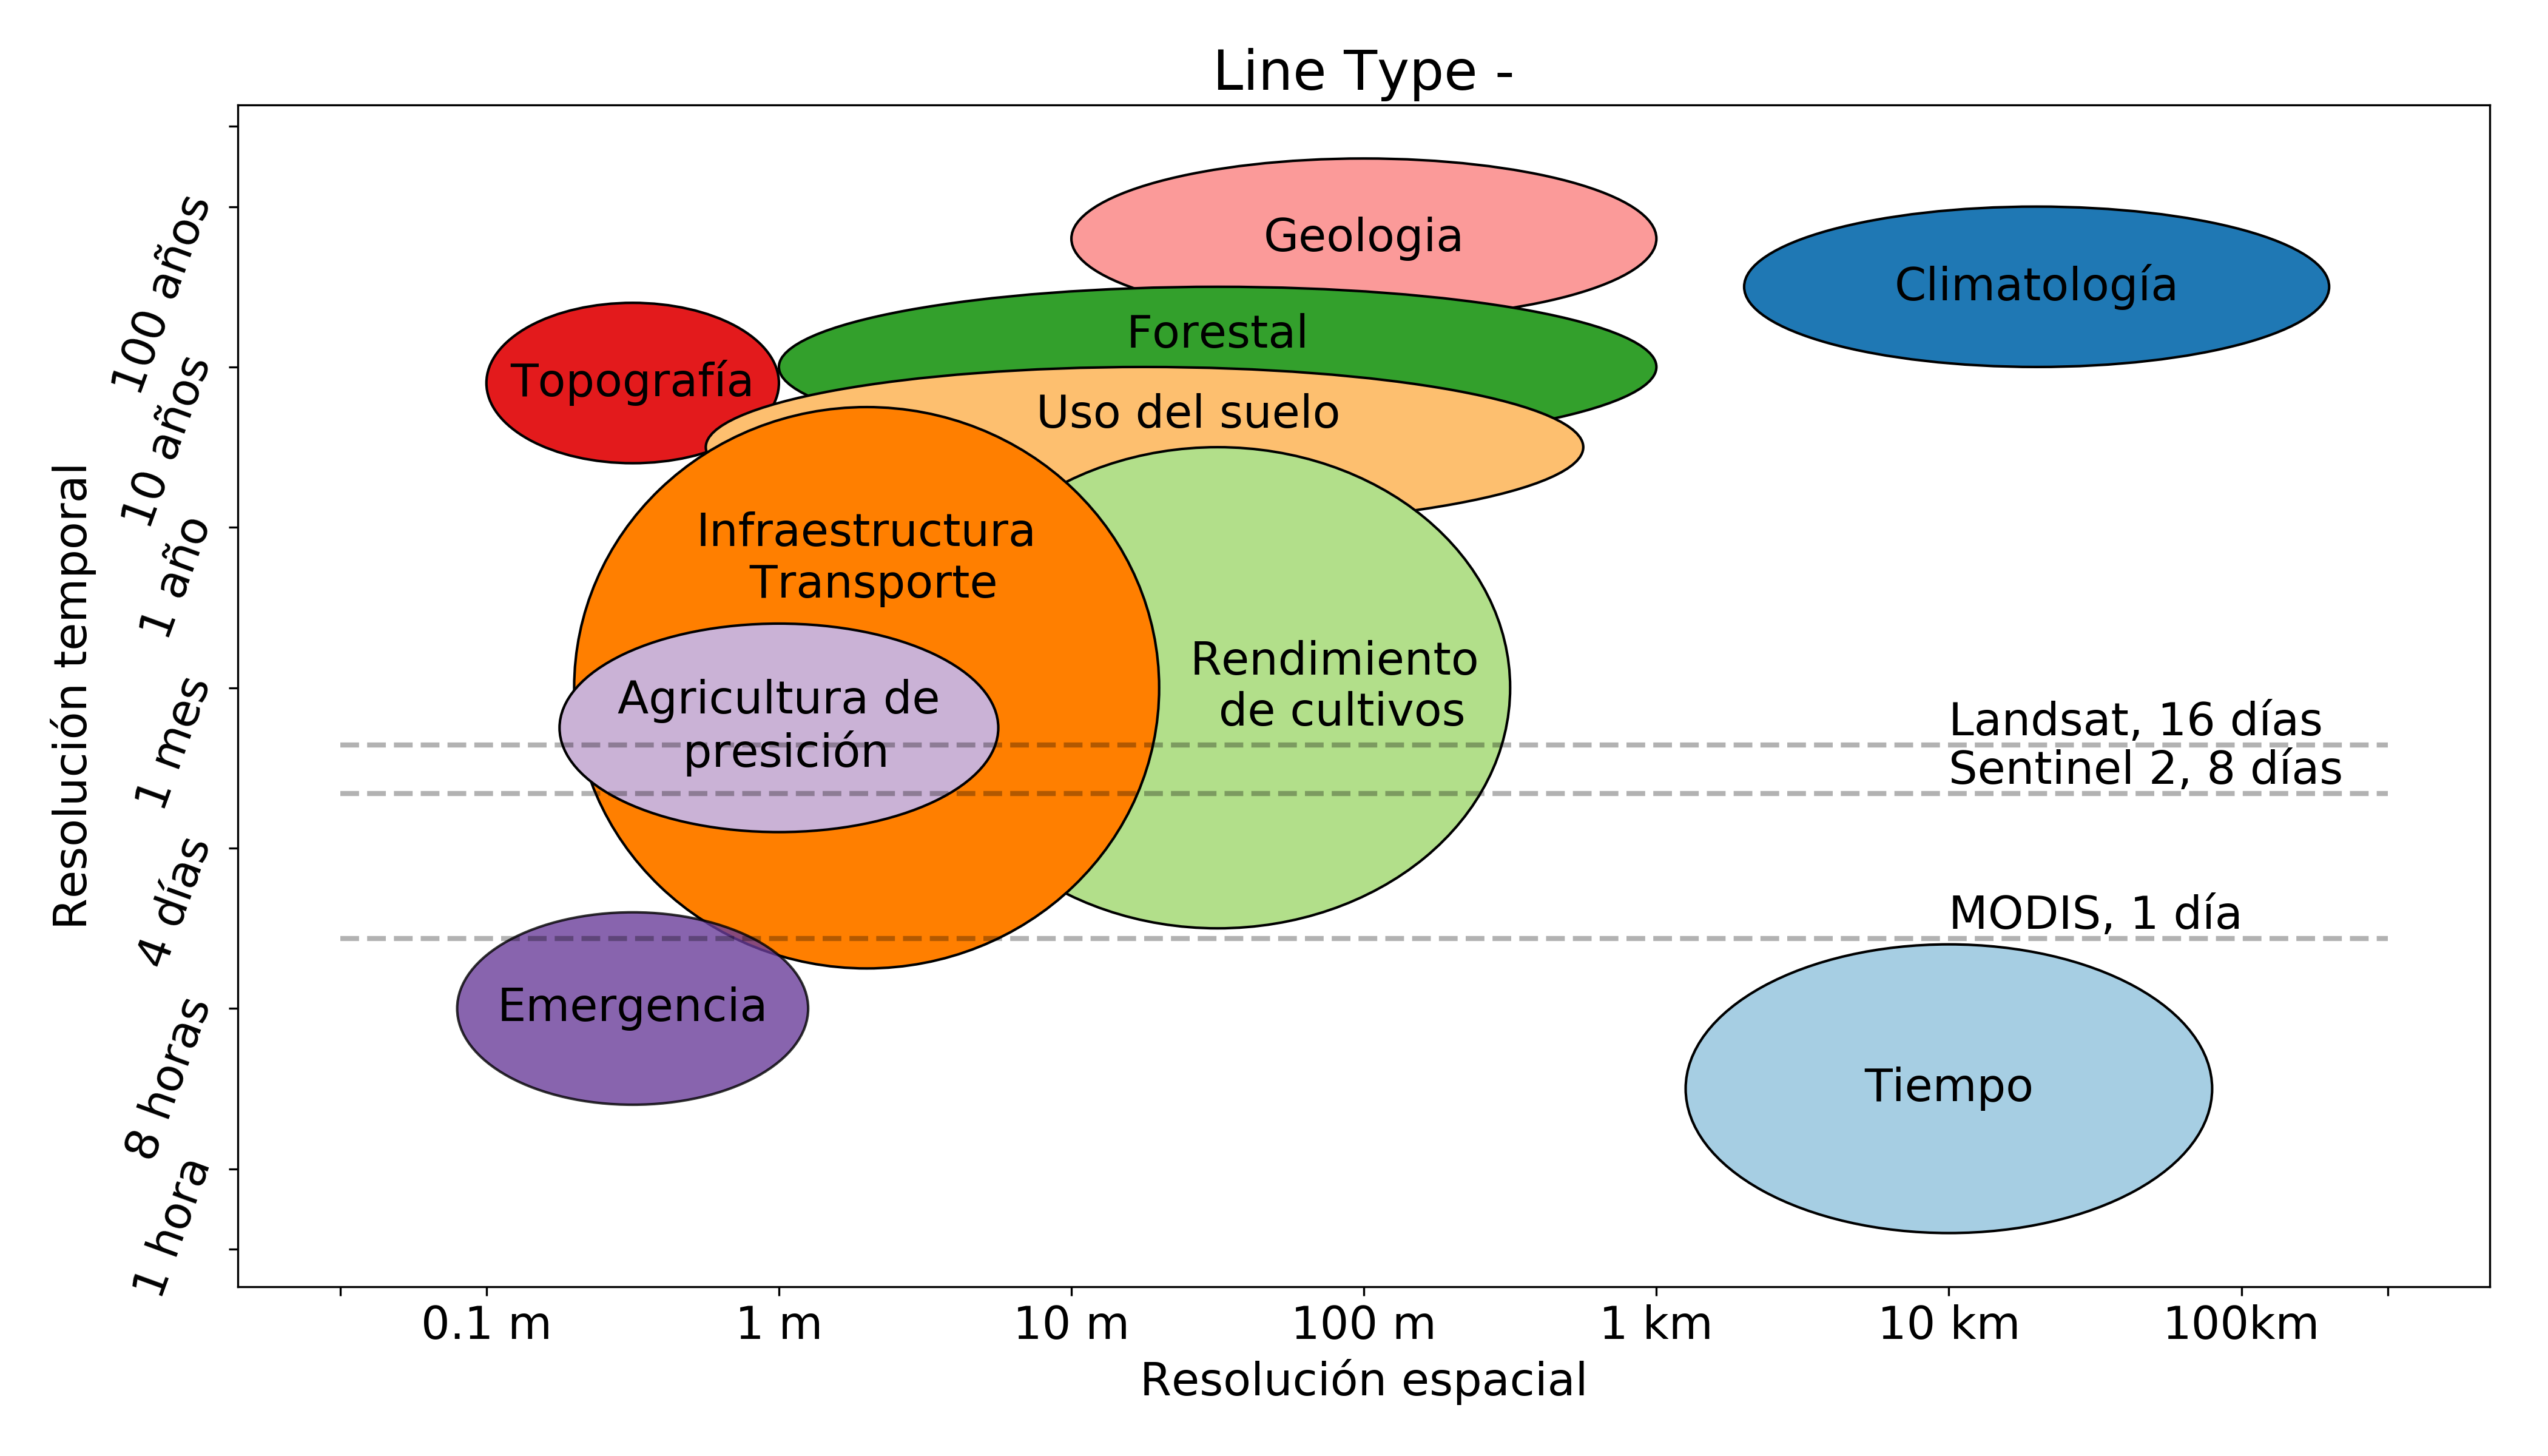 Line Type -
Geologia
Climatología
Forestal
Topografía
Uso del suelo
Infraestructura
Transporte
Rendimiento
de cultivos
Agricultura de
presición
Landsat, 16 días
Sentinel 2, 8 días
MODIS, 1 día
Emergencia
Tiempo
Resolución temporal
100 años
10 años
1 año
1 mes
4 días
8 horas
1 hora
0.1 m
1 m
10 m
100 m
1 km
10 km
100km
Resolución espacial